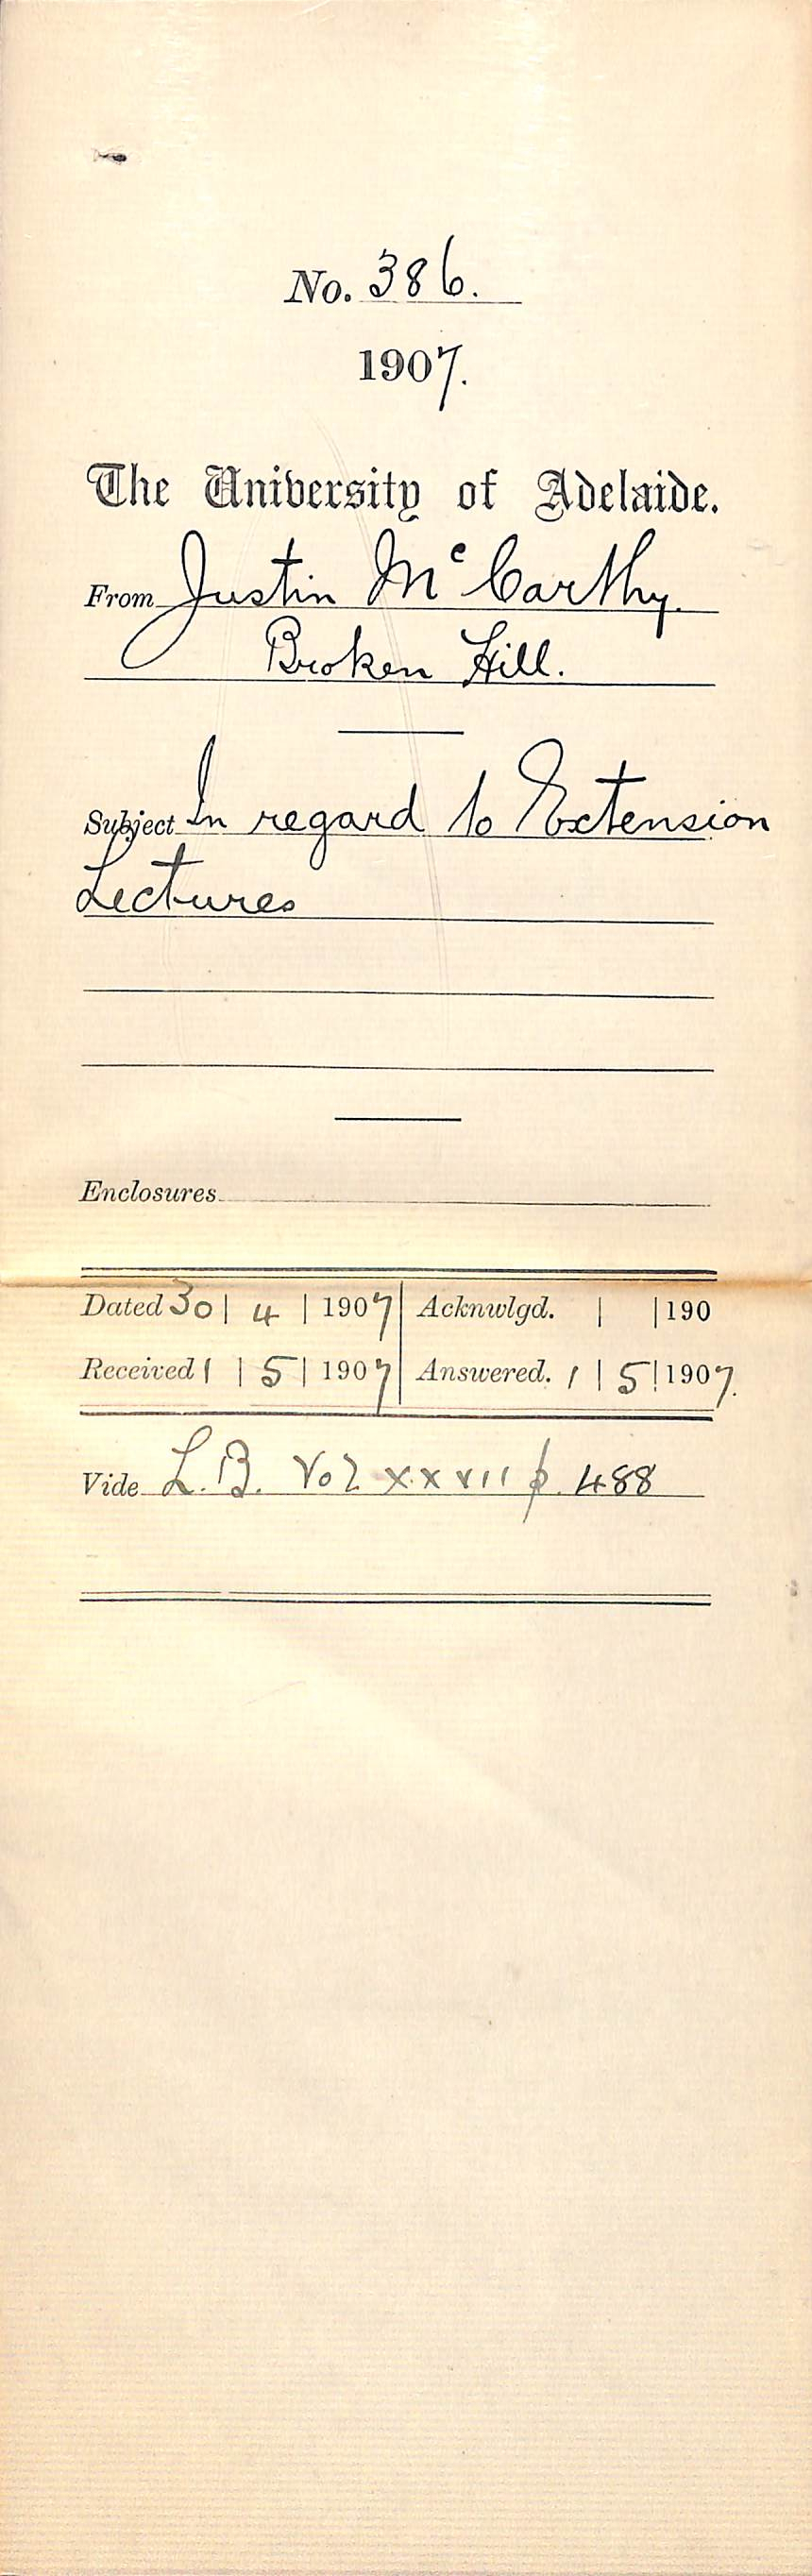 No. 386.
1907.
The University of Adelaide.
From Justin McCarthy.
Broken Hill.
Subject In regard to Extension
Lectures
Enclosures
Dated 30 | 4 | 1907 | Acknwlgd. | | 190
Received 1 | 5 | 1907 | Answered. 1 | 5 | 1907.
Vide L.B. Vol xxvii p. 488